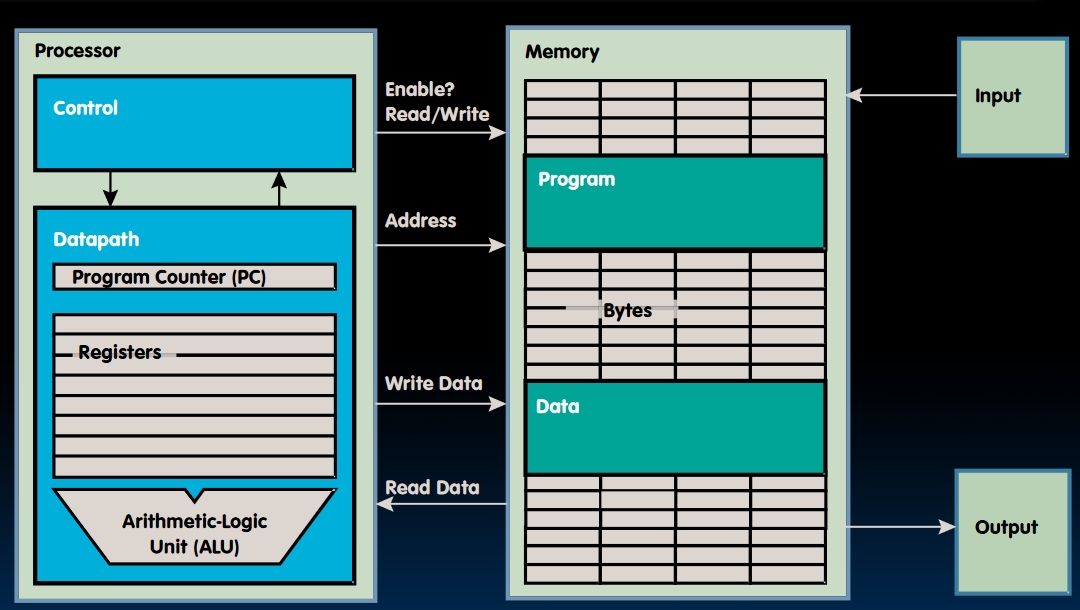 Processor
Control
Datapath
Program Counter (PC)
Registers
Arithmetic-Logic
Unit (ALU)
Enable?
Read/Write
Address
Write Data
Read Data
Memory
Program
Bytes
Data
Input
Output